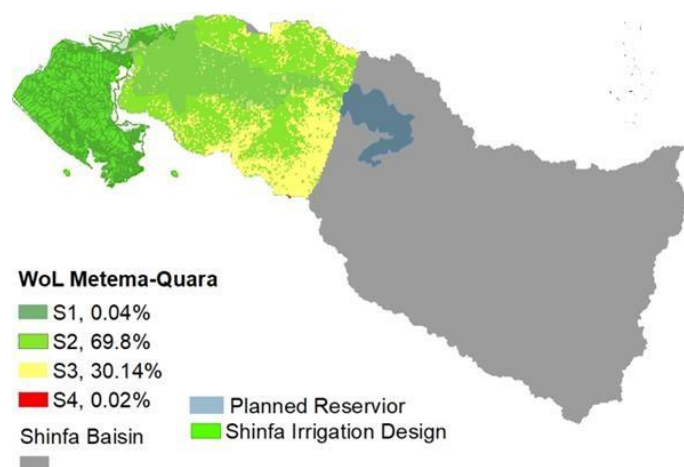 WoL Metema-Quara
S1, 0.04%
S2, 69.8%
S3, 30.14%
S4, 0.02%
Shinfa Baisin
Planned Reservior
Shinfa Irrigation Design